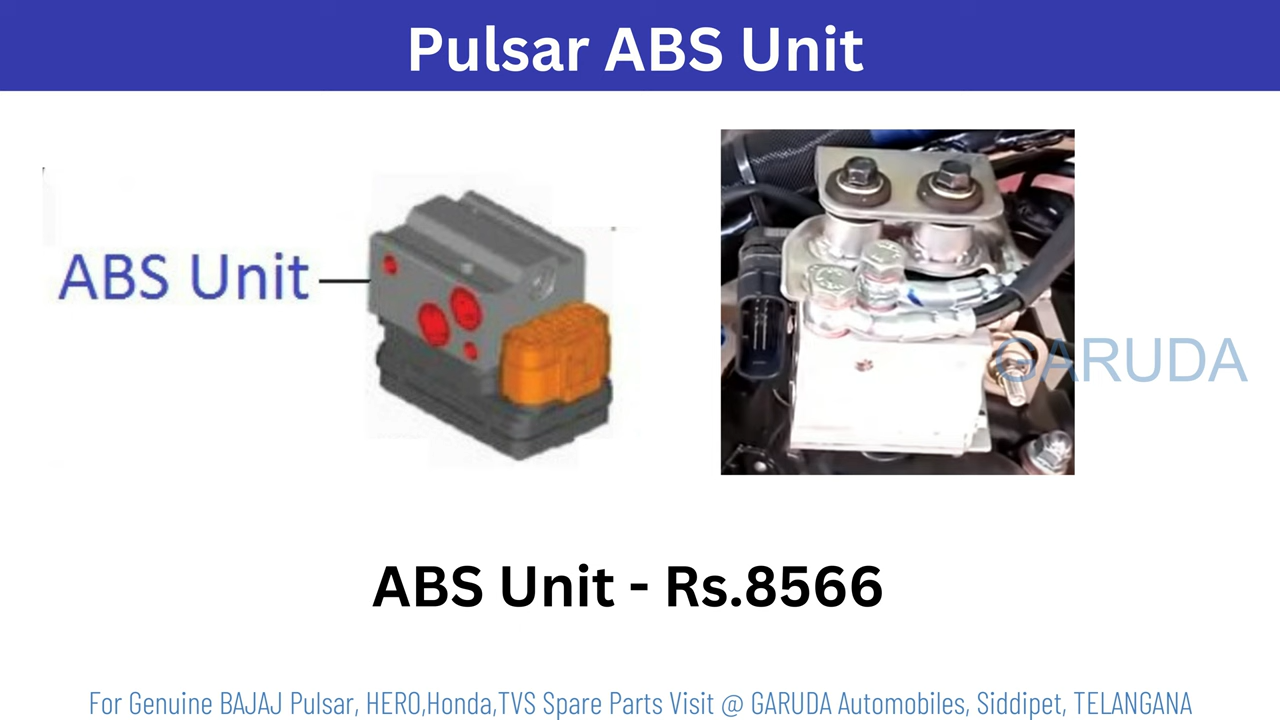 Pulsar ABS Unit
ABS Unit
GARUDA
ABS Unit - Rs.8566
For Genuine BAJAJ Pulsar, HERO,Honda,TVS Spare Parts Visit @ GARUDA Automobiles, Siddipet, TELANGANA